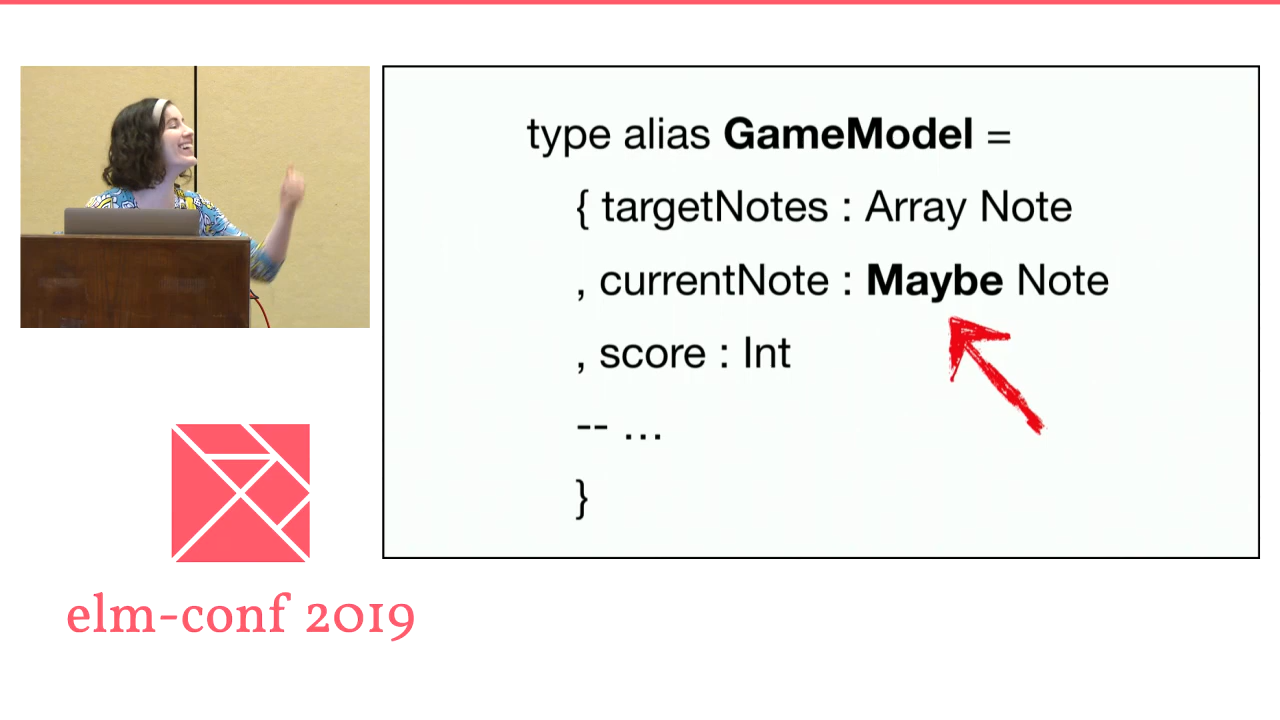 type alias GameModel =
{ targetNotes : Array Note
, currentNote : Maybe Note
, score : Int
-- …
}
elm-conf 2019